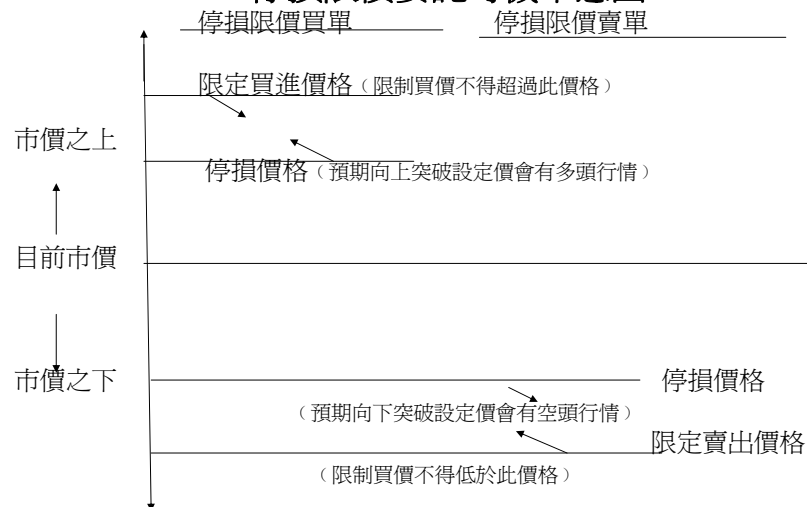 停損限價買單 停損限價賣單
限定買進價格（限制買價不得超過此價格）
市價之上
停損價格（預期向上突破設定價會有多頭行情）
目前市價
市價之下 停損價格
（預期向下突破設定價會有空頭行情）
限定賣出價格
（限制買價不得低於此價格）